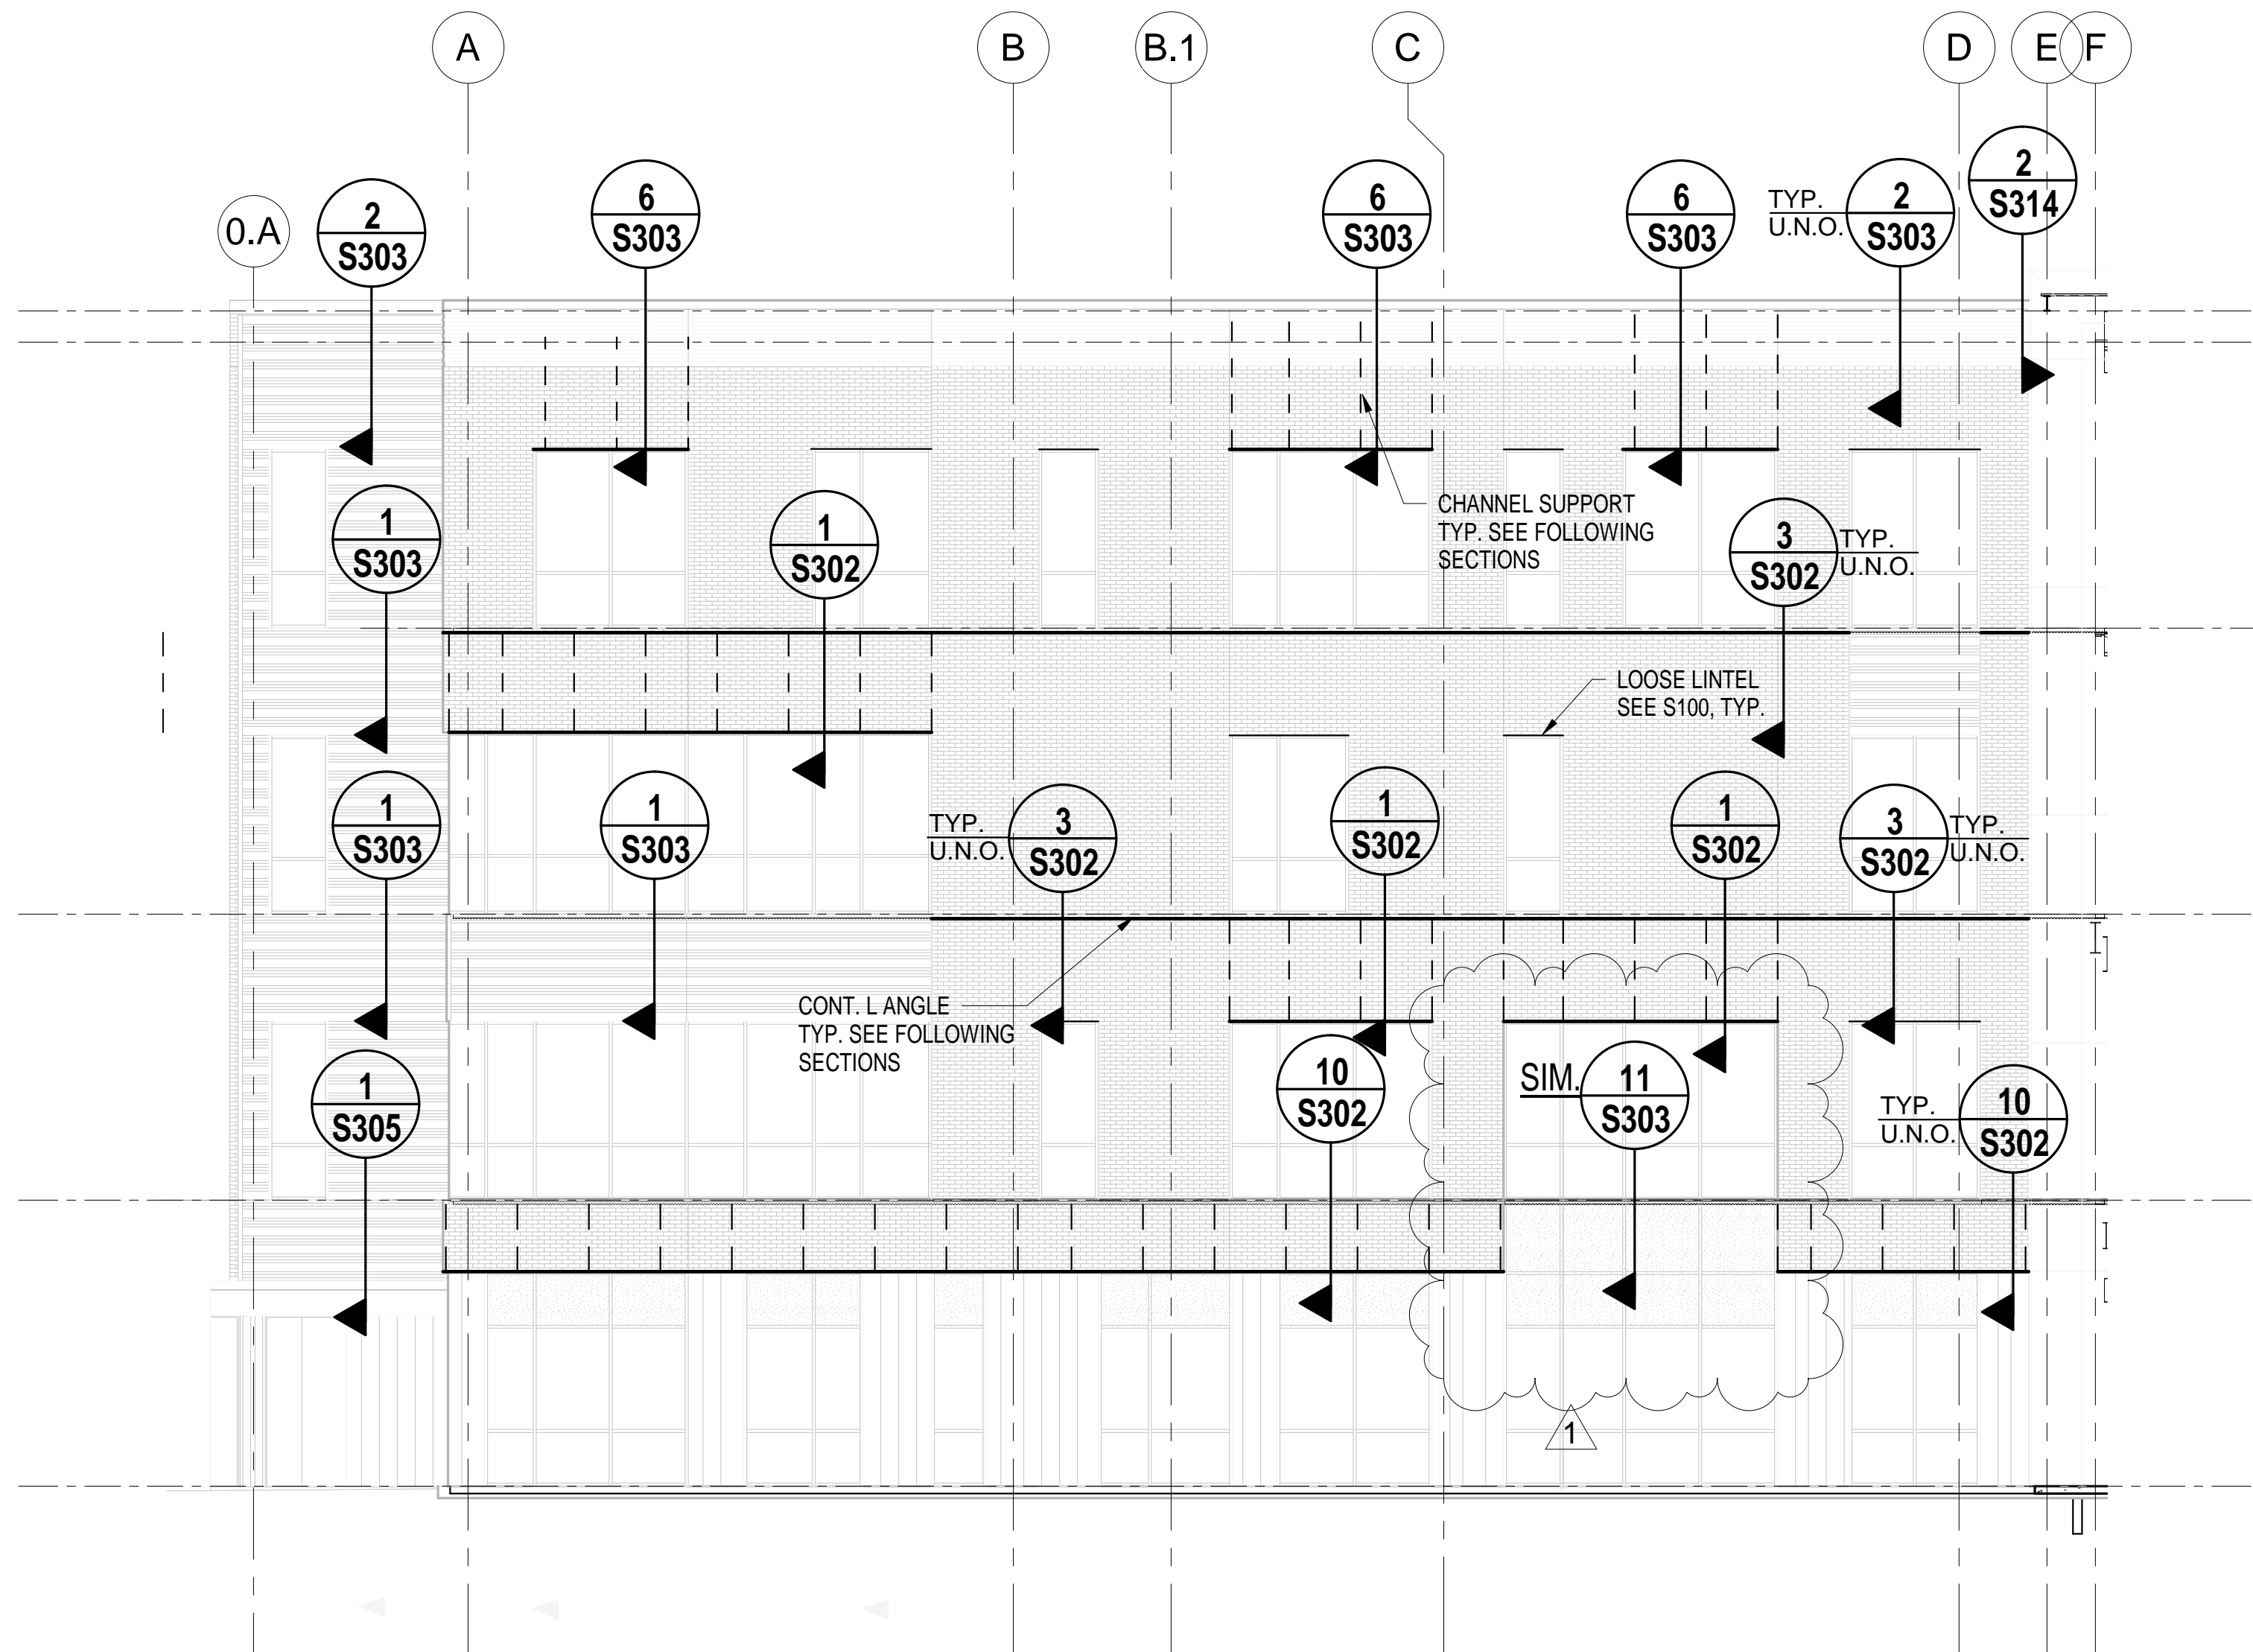 A
B
B.1
C
D
E
F
0.A
2
S303
6
S303
6
S303
6
S303
TYP.
U.N.O.
2
S303
2
S314
1
S303
1
S302
CHANNEL SUPPORT
TYP. SEE FOLLOWING
SECTIONS
3
S302
TYP.
U.N.O.
LOOSE LINTEL
SEE S100, TYP.
1
S303
1
S303
TYP.
U.N.O.
3
S302
1
S302
1
S302
3
S302
TYP.
U.N.O.
CONT. L ANGLE
TYP. SEE FOLLOWING
SECTIONS
1
S305
10
S302
SIM.
11
S303
TYP.
U.N.O.
10
S302
1